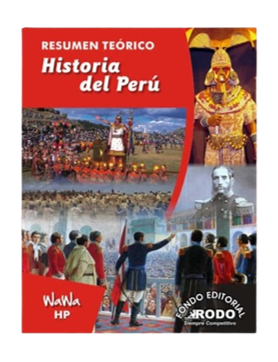 RESUMEN TEÓRICO
Historia
del Perú
WaWa
HP
FONDO EDITORIAL
RODO
Siempre Competitivo